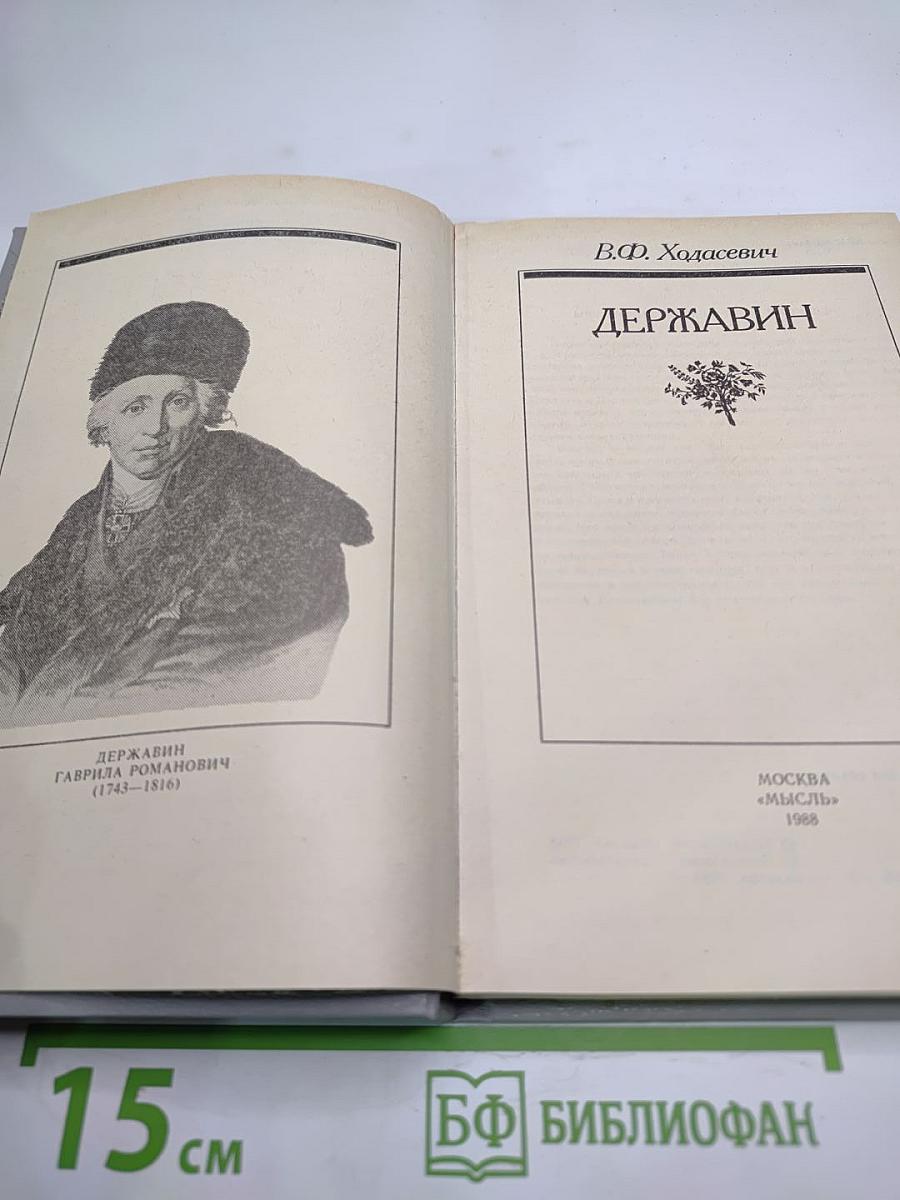 ДЕРЖАВИН
ГАВРИЛА РОМАНОВИЧ
(1743—1816)
В.Ф. Ходасевич
ДЕРЖАВИН
МОСКВА
«МЫСЛЬ»
1988
15 см
БФ БИБЛИОФАН